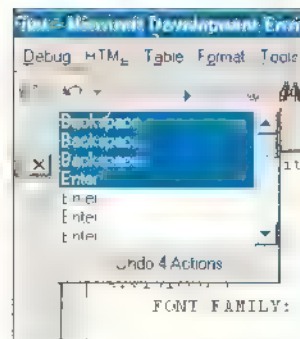 Microsoft Development Envi
Debug HTML Table Format Tools
Backspace
Backspace
Backspace
Enter
Enter
Enter
Enter
Undo 4 Actions
FONT FAMILY: